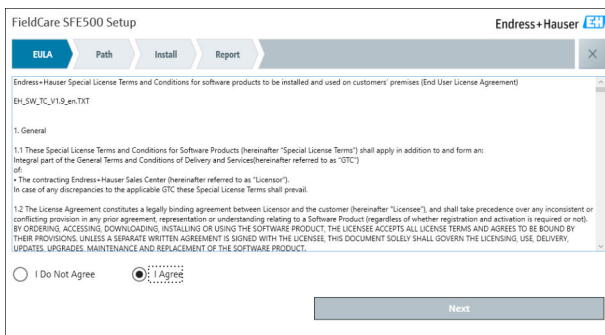 FieldCare SFE500 Setup
Endress+Hauser EH
EULA Path Install Report
Endress+Hauser Special License Terms and Conditions for software products to be installed and used on customers' premises (End User License Agreement)
EH_SW_TC_V1.9_en.TXT
1. General
1.1 These Special License Terms and Conditions for Software Products (hereinafter "Special License Terms") shall apply in addition to and form an:
Integral part of the General Terms and Conditions of Delivery and Services(hereinafter referred to as "GTC")
of:
• The contracting Endress+Hauser Sales Center (hereinafter referred to as "Licensor").
In case of any discrepancies to the applicable GTC these Special License Terms shall prevail.
1.2 The License Agreement constitutes a legally binding agreement between Licensor and the customer (hereinafter "Licensee"), and shall take precedence over any inconsistent or
conflicting provision in any prior agreement, representation or understanding relating to a Software Product (regardless of whether registration and activation is required or not).
BY ORDERING, ACCESSING, DOWNLOADING, INSTALLING OR USING THE SOFTWARE PRODUCT, THE LICENSEE ACCEPTS ALL LICENSE TERMS AND AGREES TO BE BOUND BY
THEIR PROVISIONS. UNLESS A SEPARATE WRITTEN AGREEMENT IS SIGNED WITH THE LICENSEE, THIS DOCUMENT SOLELY SHALL GOVERN THE LICENSING, USE, DELIVERY,
UPDATES, UPGRADES, MAINTENANCE AND REPLACEMENT OF THE SOFTWARE PRODUCT.
I Do Not Agree I Agree
Next